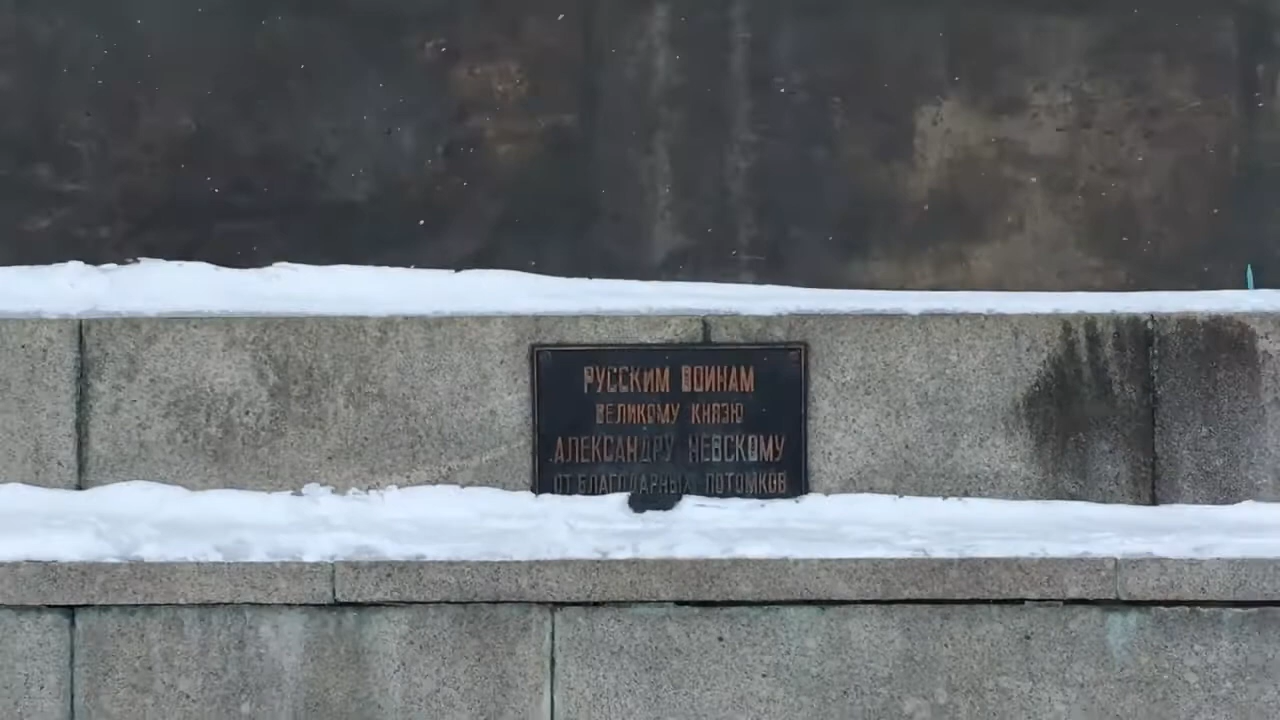 РУССКИМ ВОИНАМ
ВЕЛИКОМУ КНЯЗЮ
АЛЕКСАНДРУ НЕВСКОМУ
ОТ БЛАГОДАРНЫХ ПОТОМКОВ